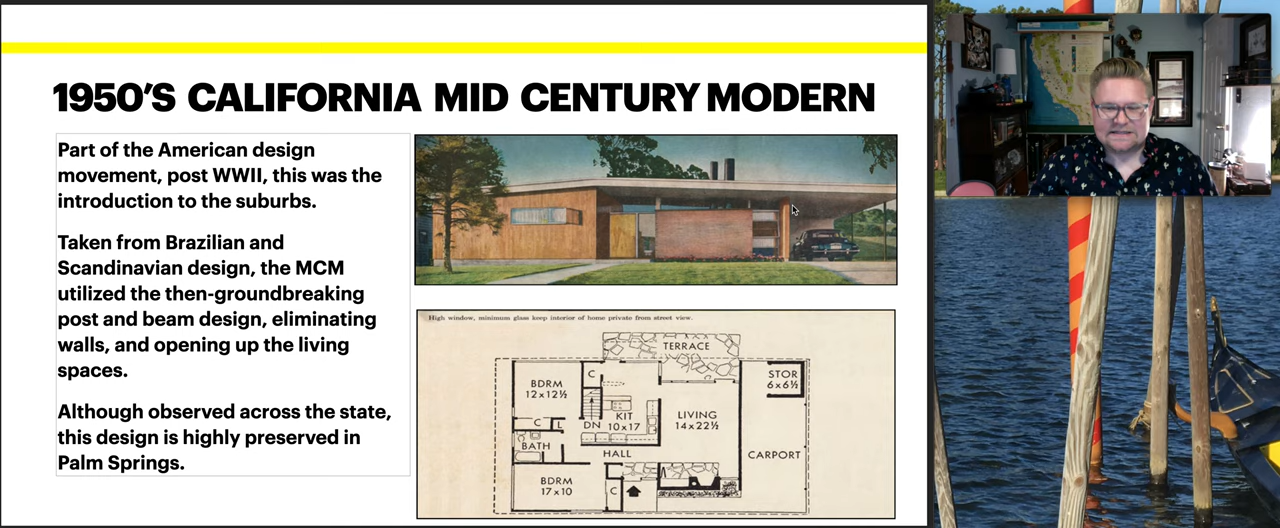 1950'S CALIFORNIA MID CENTURY MODERN
Part of the American design
movement, post WWII, this was the
introduction to the suburbs.
Taken from Brazilian and
Scandinavian design, the MCM
utilized the then-groundbreaking
post and beam design, eliminating
walls, and opening up the living
spaces.
Although observed across the state,
this design is highly preserved in
Palm Springs.
High window, minimum glass keep interior of home private from street view.
TERRACE
C
BDRM
12x12½
STOR
6x6½
KIT
10x17
LIVING
14x22½
C L
DN
BATH
HALL
CARPORT
BDRM
17x10
C